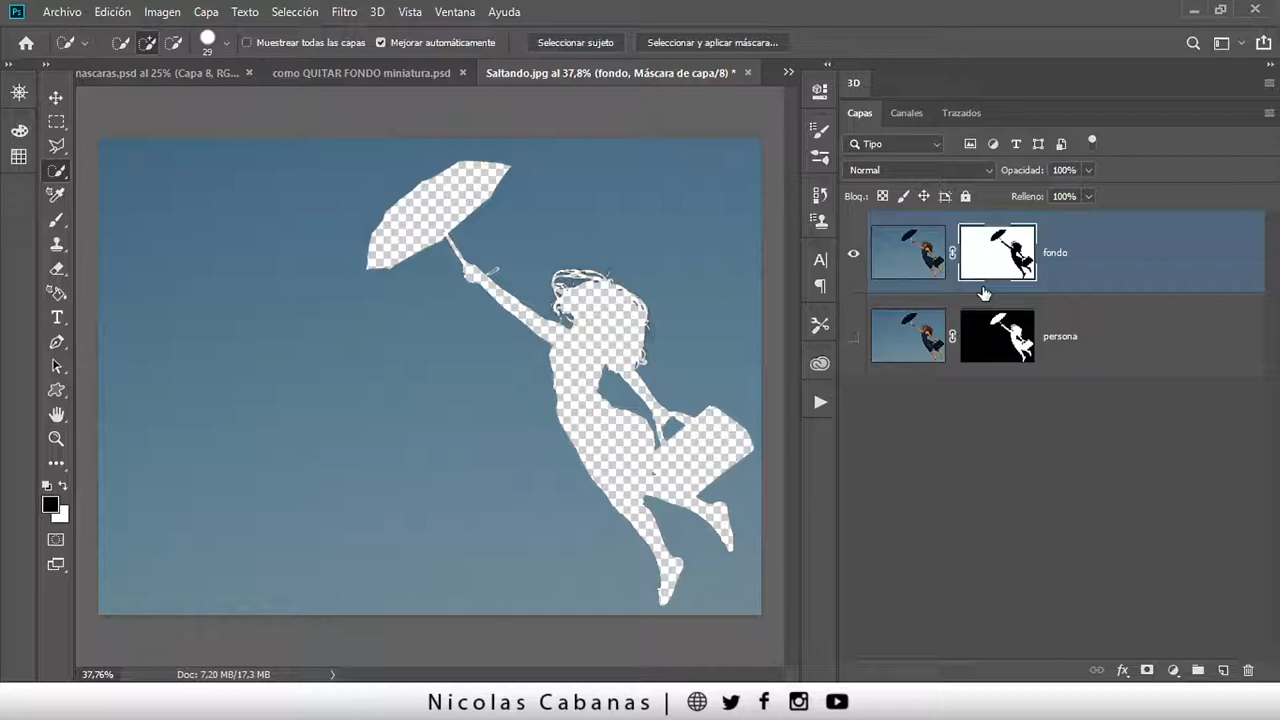 Ps Archivo Edición Imagen Capa Texto Selección Filtro 3D Vista Ventana Ayuda
29 Muestrear todas las capas Mejorar automáticamente Seleccionar sujeto Seleccionar y aplicar máscara...
nascaras.psd al 25% (Capa 8, RG... como QUITAR FONDO miniatura.psd Saltando.jpg al 37,8% (fondo, Máscara de capa/8) *
3D
Capas Canales Trazados
Tipo
Normal Opacidad: 100%
Bloq.: Relleno: 100%
fondo
persona
37,76% Doc: 7,20 MB/17,3 MB
Nicolas Cabanas |